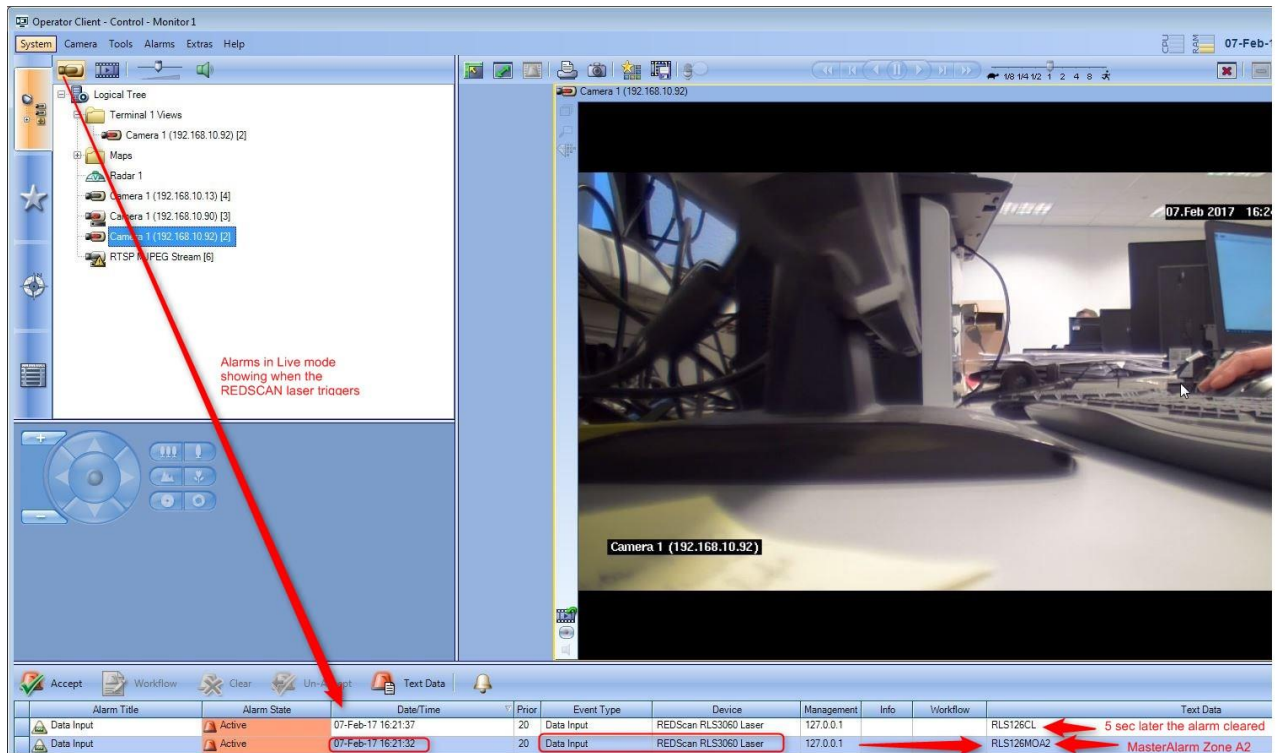 Operator Client - Control - Monitor 1
System Camera Tools Alarms Extras Help
CPU RAM 07-Feb-1
Logical Tree
Terminal 1 Views
Camera 1 (192.168.10.92) [2]
Maps
Radar 1
Camera 1 (192.168.10.13) [4]
Camera 1 (192.168.10.90) [3]
Camera 1 (192.168.10.92) [2]
RTSP MJPEG Stream [6]
Alarms in Live mode
showing when the
REDSCAN laser triggers
1/8 1/4 1/2 1 2 4 8
Camera 1 (192.168.10.92)
07.Feb 2017 16:24
Camera 1 (192.168.10.92)
Accept Workflow Clear Un-Accept Text Data
Alarm Title Alarm State Date/Time Prior Event Type Device Management Info Workflow Text Data
Data Input Active 07-Feb-17 16:21:37 20 Data Input REDScan RLS3060 Laser 127.0.0.1 RLS126CL 5 sec later the alarm cleared
Data Input Active 07-Feb-17 16:21:32 20 Data Input REDScan RLS3060 Laser 127.0.0.1 RLS126MOA2 MasterAlarm Zone A2